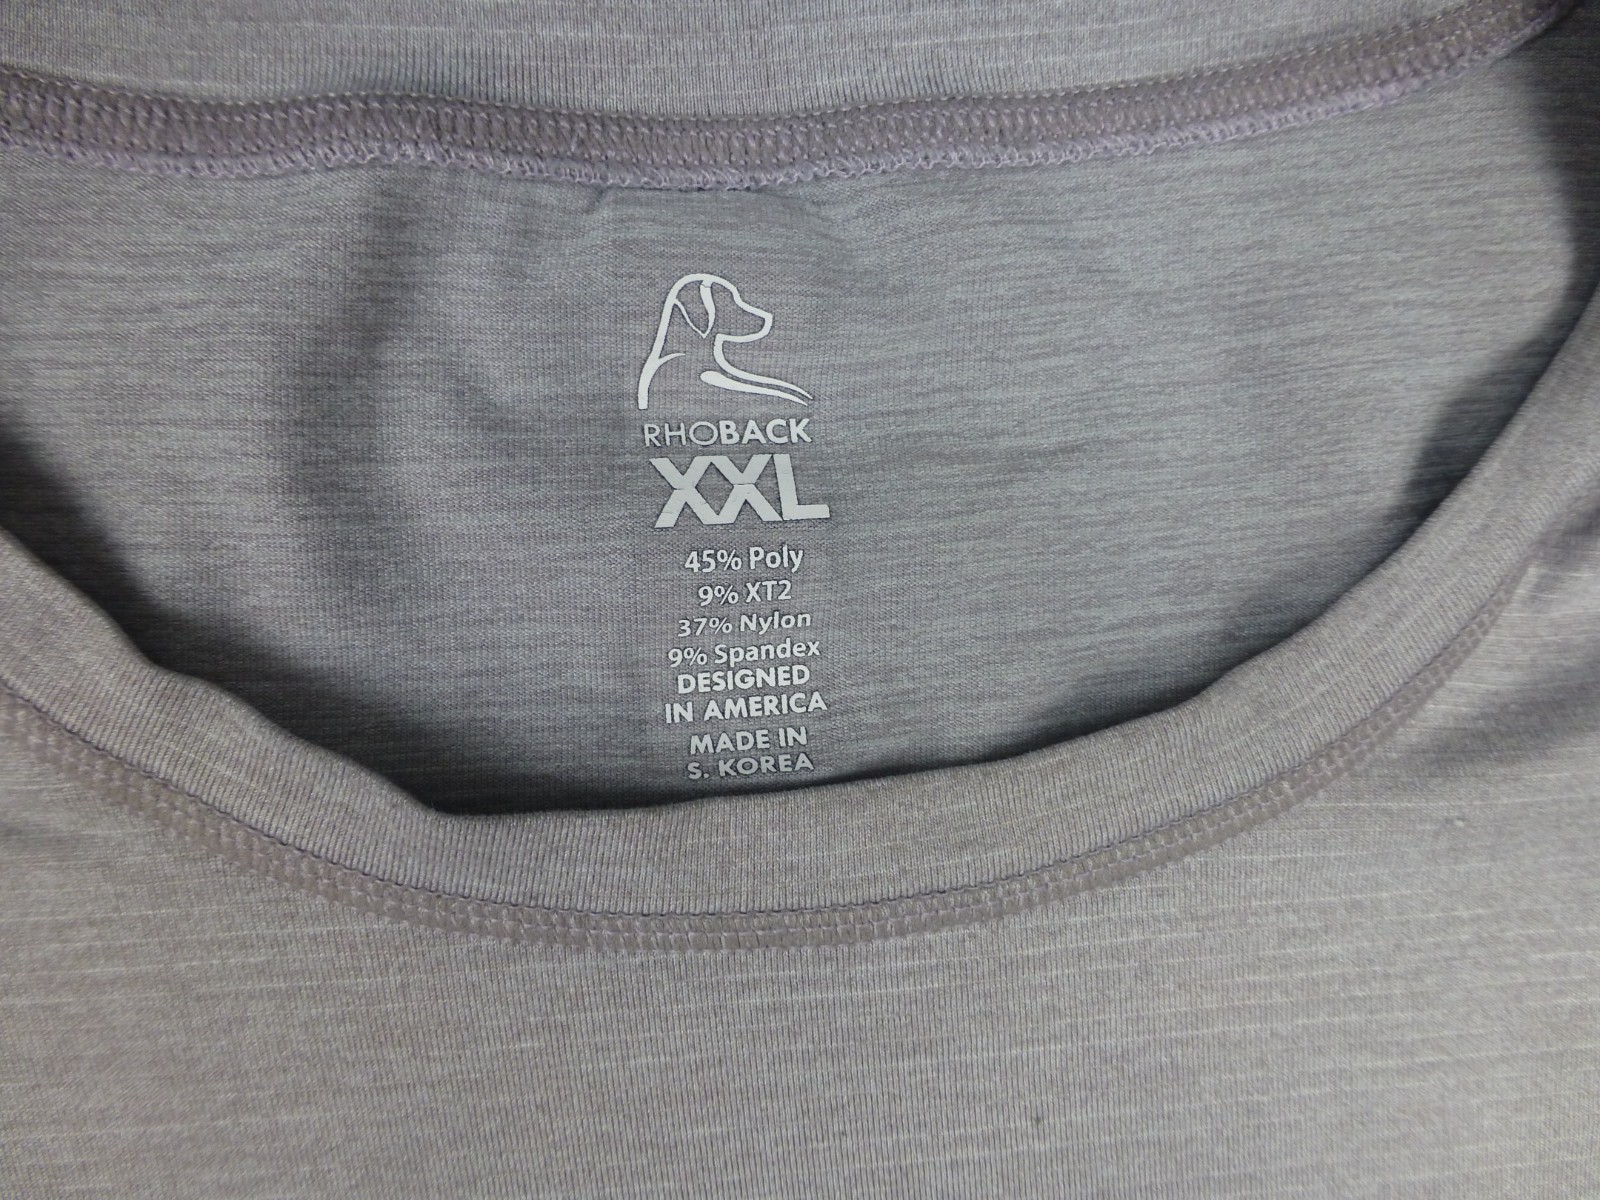 RHOBACK
XXL
45% Poly
9% XT2
37% Nylon
9% Spandex
DESIGNED
IN AMERICA
MADE IN
S. KOREA